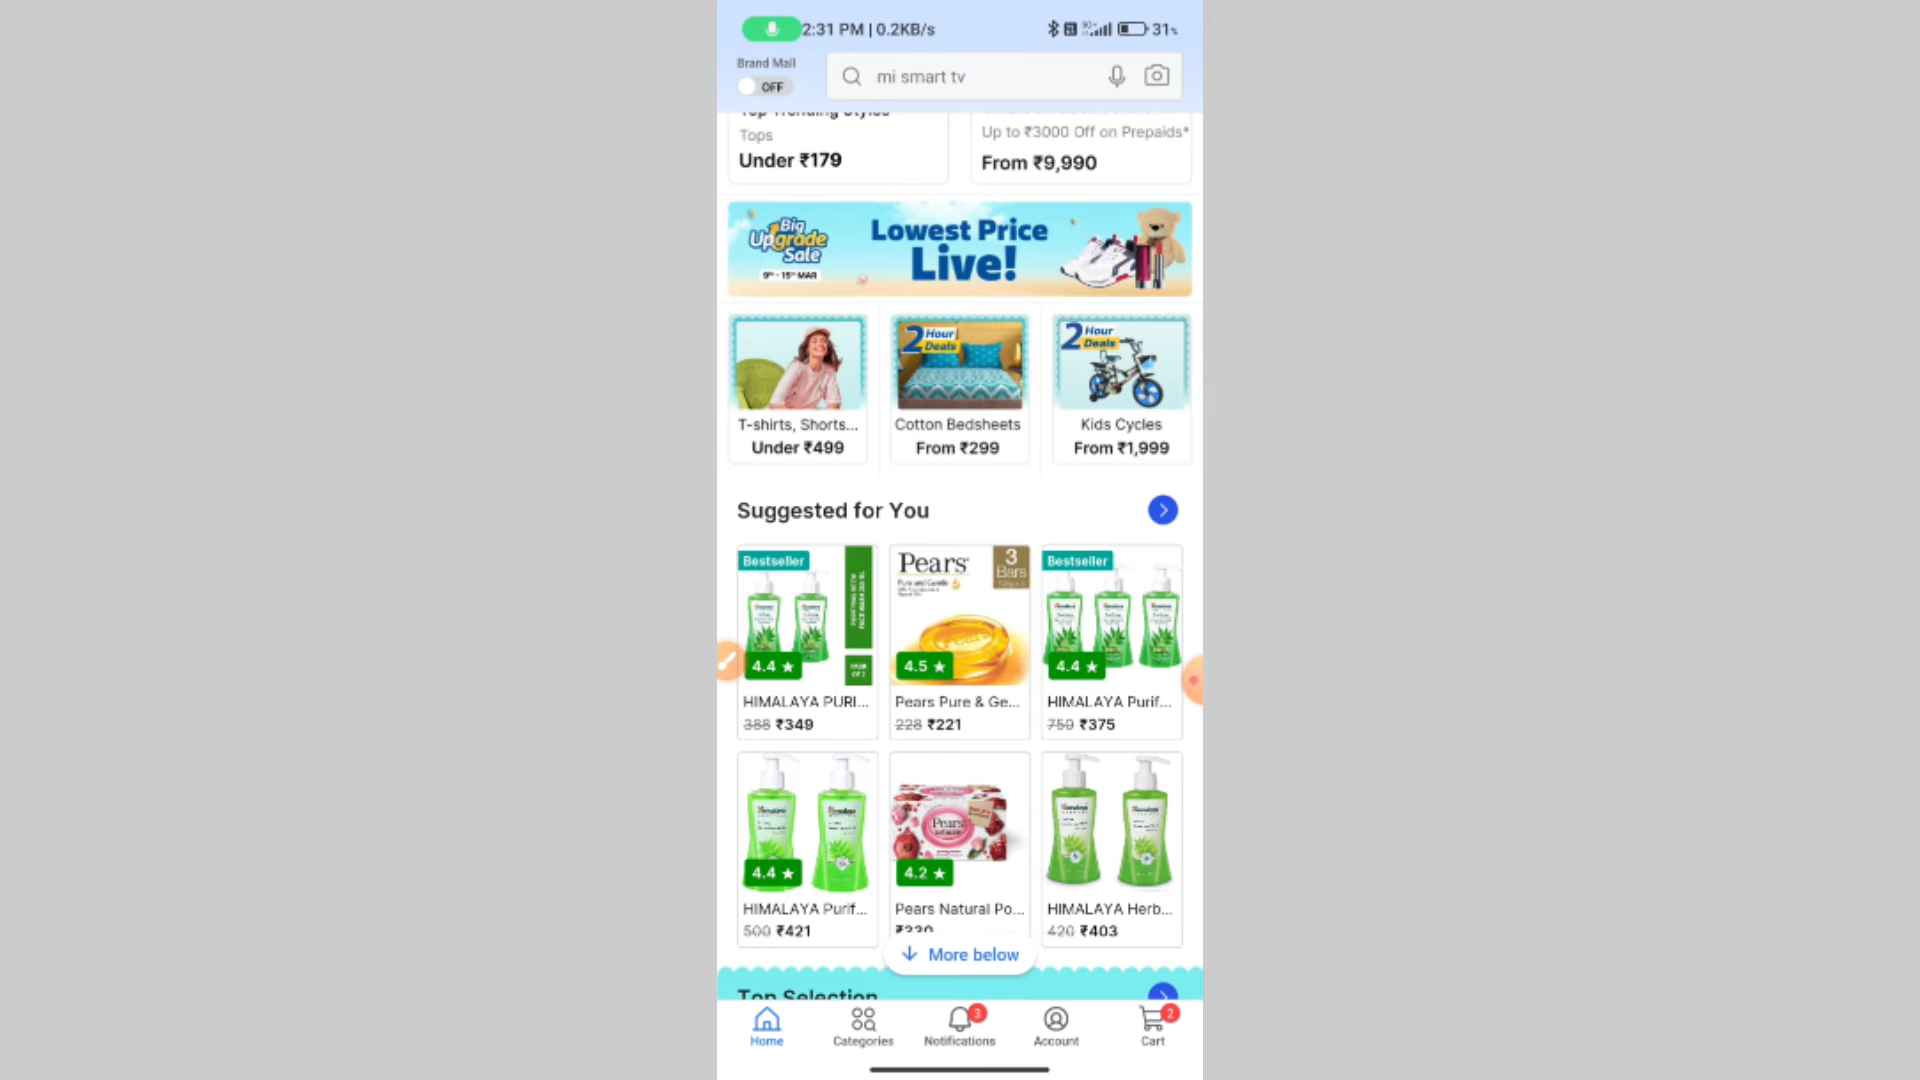 2:31 PM | 0.2KB/s
31%
Brand Mall
OFF
mi smart tv
Tops
Under ₹179
Up to ₹3000 Off on Prepaids*
From ₹9,990
Big
Upgrade
Sale
9th - 15th MAR
Lowest Price
Live!
2 Hour
Deals
2 Hour
Deals
T-shirts, Shorts...
Under ₹499
Cotton Bedsheets
From ₹299
Kids Cycles
From ₹1,999
Suggested for You
Bestseller
PACK
OF 2
4.4 ★
HIMALAYA PURI...
388 ₹349
Pears
Pure and Gentle
3
Bars
4.5 ★
Pears Pure & Ge...
228 ₹221
Bestseller
4.4 ★
HIMALAYA Purif...
750 ₹375
Himalaya
4.4 ★
HIMALAYA Purif...
500 ₹421
Pears
4.2 ★
Pears Natural Po...
HIMALAYA Herb...
420 ₹403
More below
Top Selection
Home
Categories
3
Notifications
Account
2
Cart